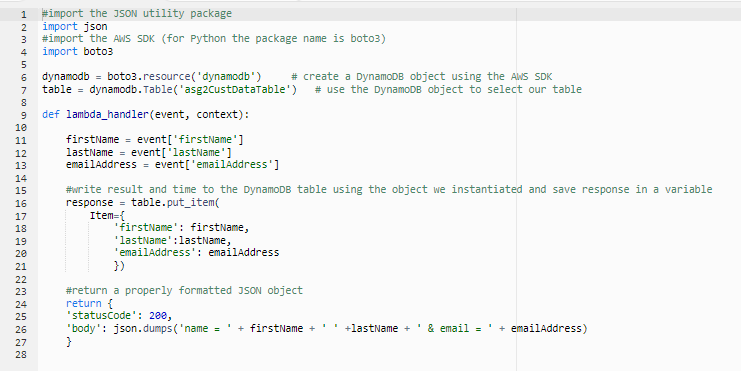 1 #import the JSON utility package
2 import json
3 #import the AWS SDK (for Python the package name is boto3)
4 import boto3
5
6 dynamodb = boto3.resource('dynamodb')     # create a DynamoDB object using the AWS SDK
7 table = dynamodb.Table('asg2CustDataTable')   # use the DynamoDB object to select our table
8
9 def lambda_handler(event, context):
10
11     firstName = event['firstName']
12     lastName = event['lastName']
13     emailAddress = event['emailAddress']
14
15     #write result and time to the DynamoDB table using the object we instantiated and save response in a variable
16     response = table.put_item(
17         Item={
18             'firstName': firstName,
19             'lastName':lastName,
20             'emailAddress': emailAddress
21             })
22
23     #return a properly formatted JSON object
24     return {
25     'statusCode': 200,
26     'body': json.dumps('name = ' + firstName + ' ' +lastName + ' & email = ' + emailAddress)
27     }
28